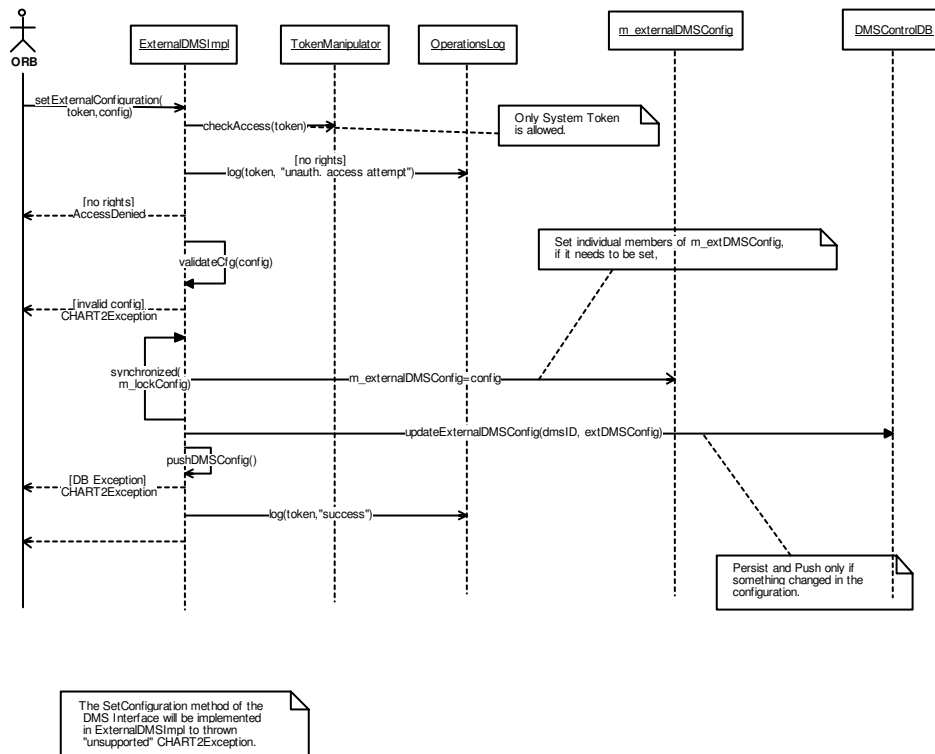 ExternalDMSImpl
TokenManipulator
OperationsLog
m_externalDMSConfig
DMSControlDB
ORB
setExternalConfiguration(
token,config)
checkAccess(token)
Only System Token
is allowed.
[no rights]
log(token, "unauth. access attempt")
[no rights]
AccessDenied
Set individual members of m_extDMSConfig,
if it needs to be set,
validateCfg(config)
[invalid config]
CHART2Exception
synchronized(
m_lockConfig)
m_externalDMSConfig=config
updateExternalDMSConfig(dmsID, extDMSConfig)
pushDMSConfig()
[DB Exception]
CHART2Exception
log(token,"success")
Persist and Push only if
something changed in the
configuration.
The SetConfiguration method of the
DMS Interface will be implemented
in ExternalDMSImpl to thrown
"unsupported" CHART2Exception.